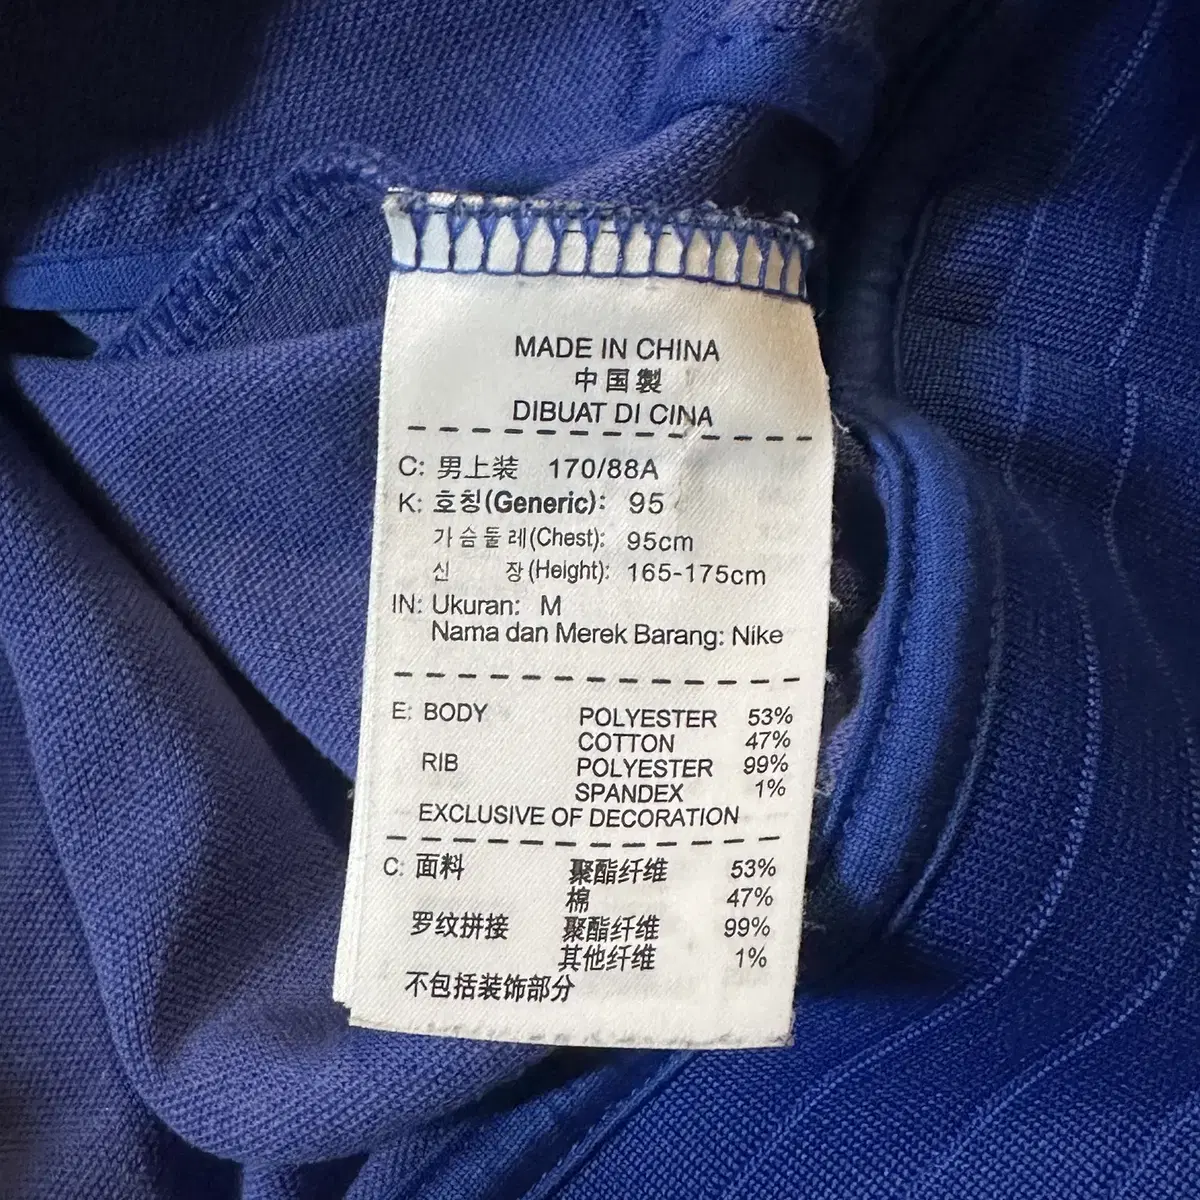 MADE IN CHINA
中国製
DIBUAT DI CINA
C: 男上装 170/88A
K: 호칭(Generic): 95
가슴둘레(Chest): 95cm
신 장(Height): 165-175cm
IN: Ukuran: M
Nama dan Merek Barang: Nike
E: BODY POLYESTER 53%
COTTON 47%
RIB POLYESTER 99%
SPANDEX 1%
EXCLUSIVE OF DECORATION
C: 面料 聚酯纤维 53%
棉 47%
罗纹拼接 聚酯纤维 99%
其他纤维 1%
不包括装饰部分